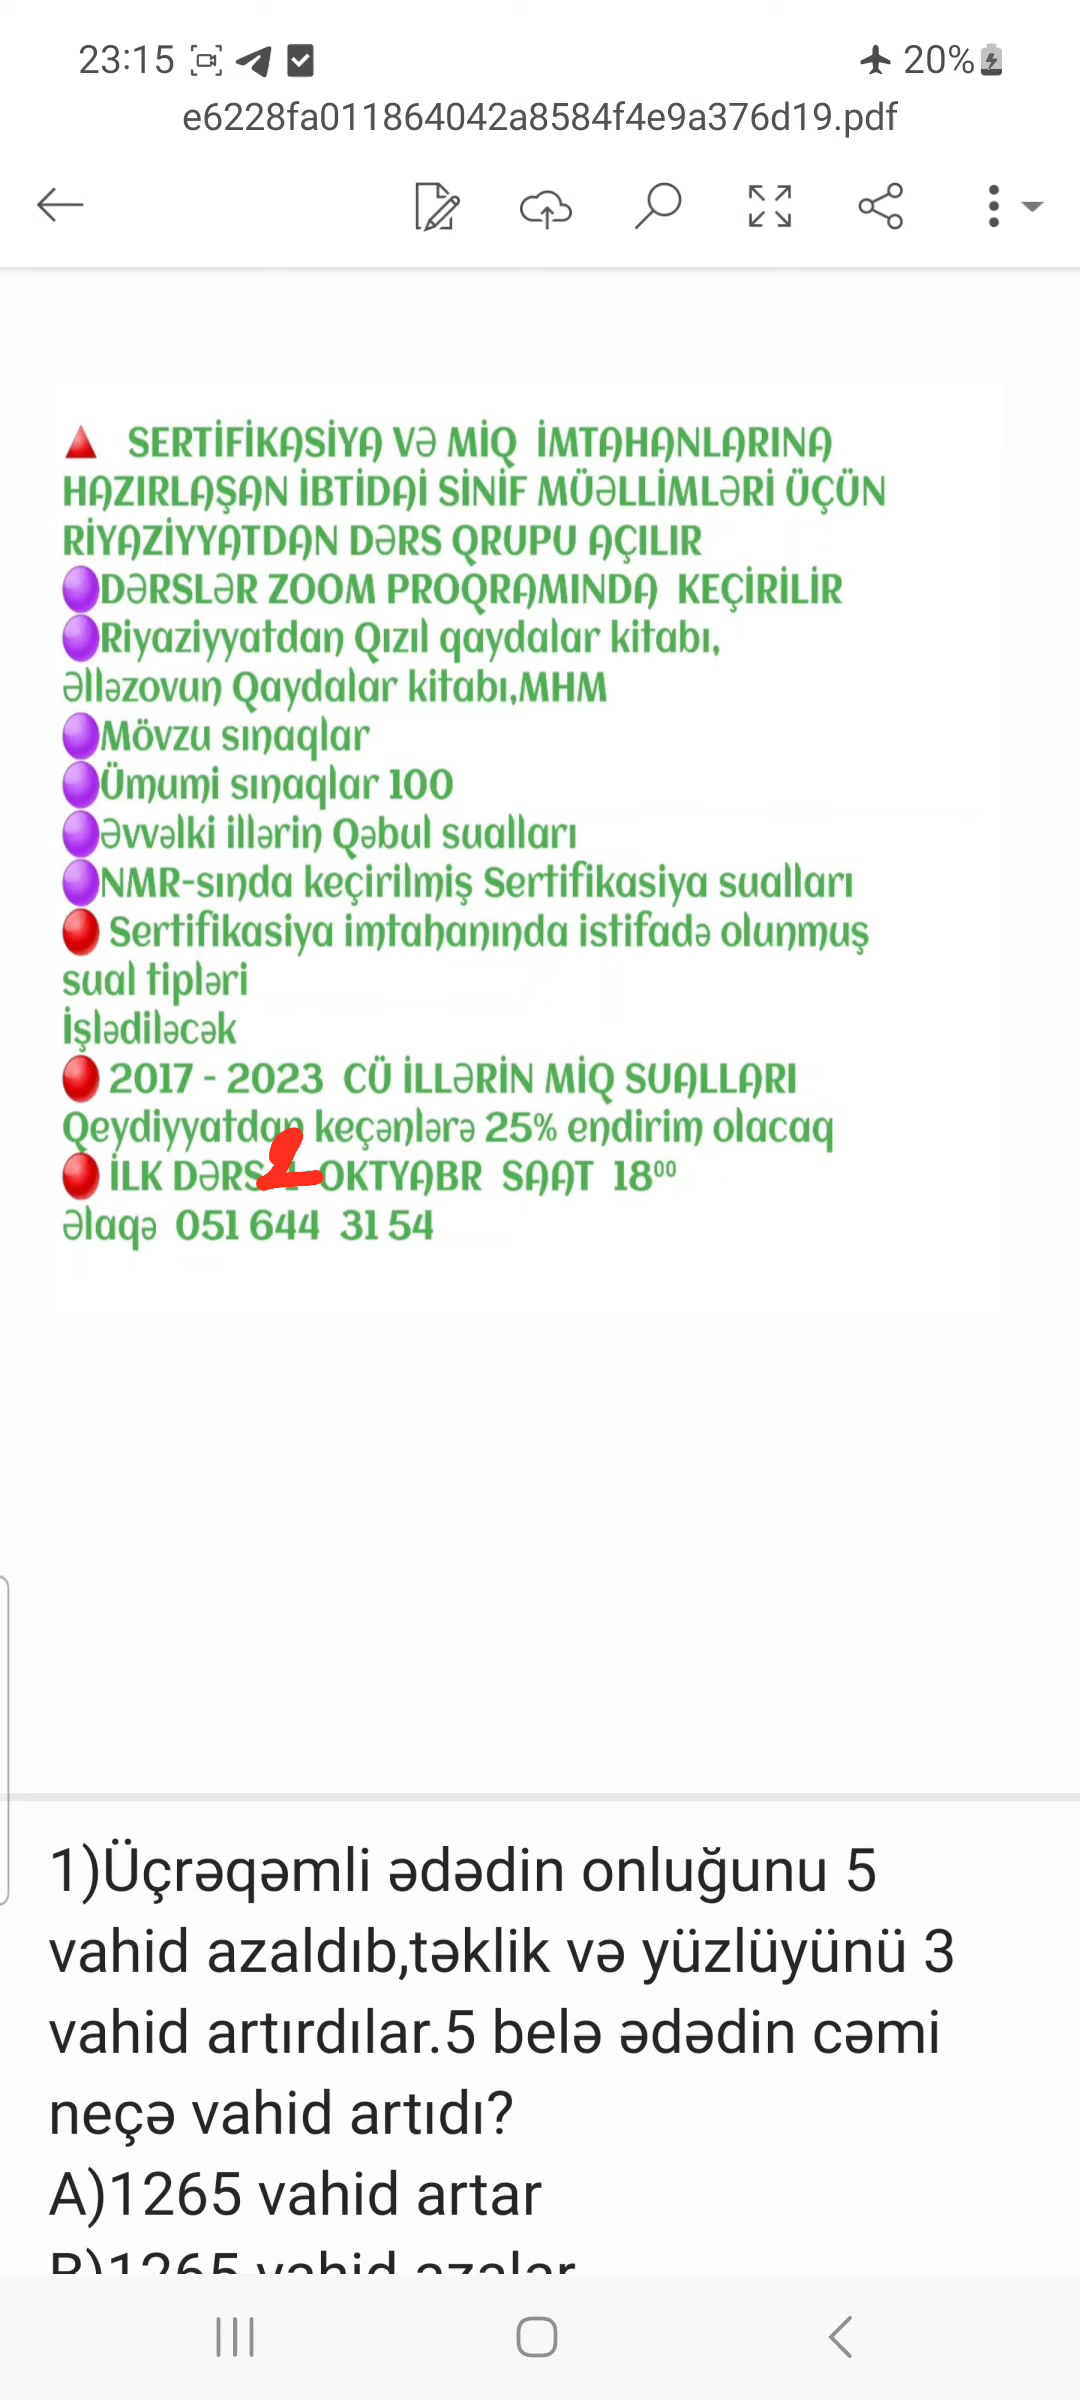 23:15
20%
e6228fa011864042a8584f4e9a376d19.pdf
SERTİFİKASİYA VƏ MİQ İMTAHANLARINA
HAZIRLAŞAN İBTİDAİ SİNİF MÜƏLLİMLƏRİ ÜÇÜN
RİYAZİYYATDAN DƏRS QRUPU AÇILIR
DƏRSLƏR ZOOM PROQRAMINDA KEÇİRİLİR
Riyaziyyatdan Qızıl qaydalar kitabı,
Əlləzovun Qaydalar kitabı,MHM
Mövzu sınaqlar
Ümumi sınaqlar 100
Əvvəlki illərin Qəbul sualları
NMR-sında keçirilmiş Sertifikasiya sualları
Sertifikasiya imtahanında istifadə olunmuş
sual tipləri
İşlədiləcək
2017 - 2023 CÜ İLLƏRİN MİQ SUALLARI
Qeydiyyatdan keçənlərə 25% endirim olacaq
İLK DƏRS 2 OKTYABR SAAT 18⁰⁰
Əlaqə 051 644 31 54
1)Üçrəqəmli ədədin onluğunu 5
vahid azaldıb,təklik və yüzlüyünü 3
vahid artırdılar.5 belə ədədin cəmi
neçə vahid artıdı?
A)1265 vahid artar
B)1265 vahid azalar